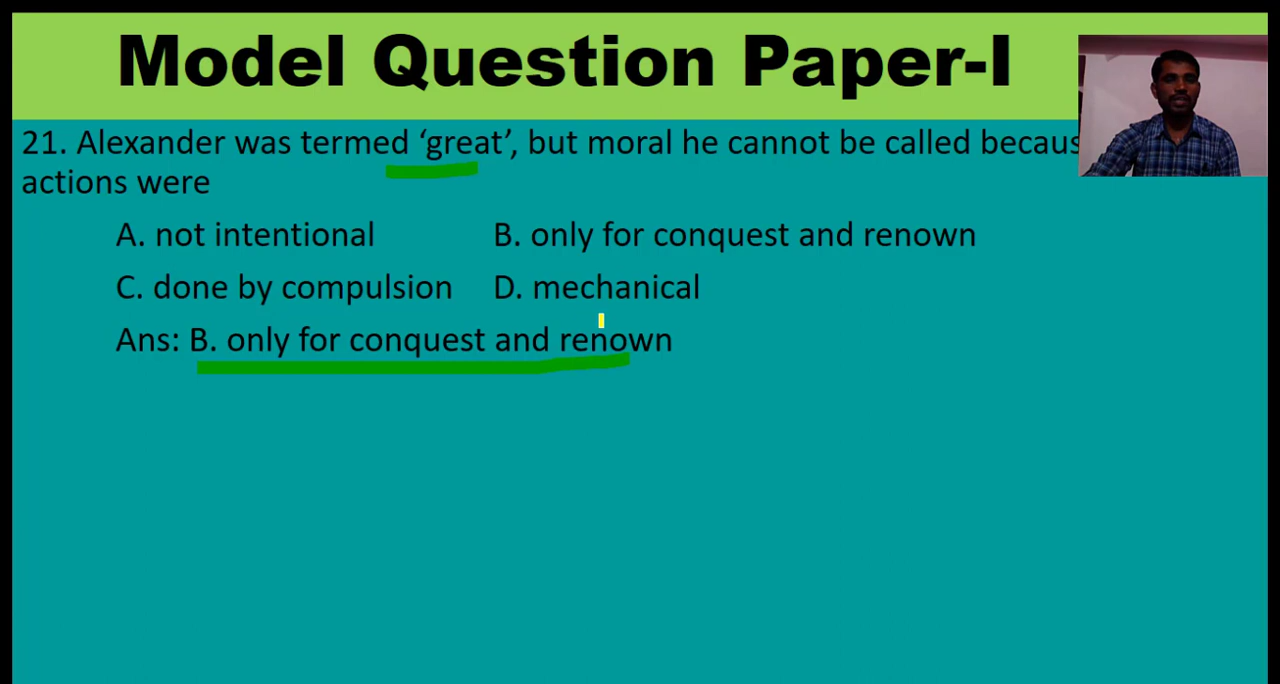 Model Question Paper-I
21. Alexander was termed ‘great’, but moral he cannot be called
actions were
A. not intentional B. only for conquest and renown
C. done by compulsion D. mechanical
Ans: B. only for conquest and renown